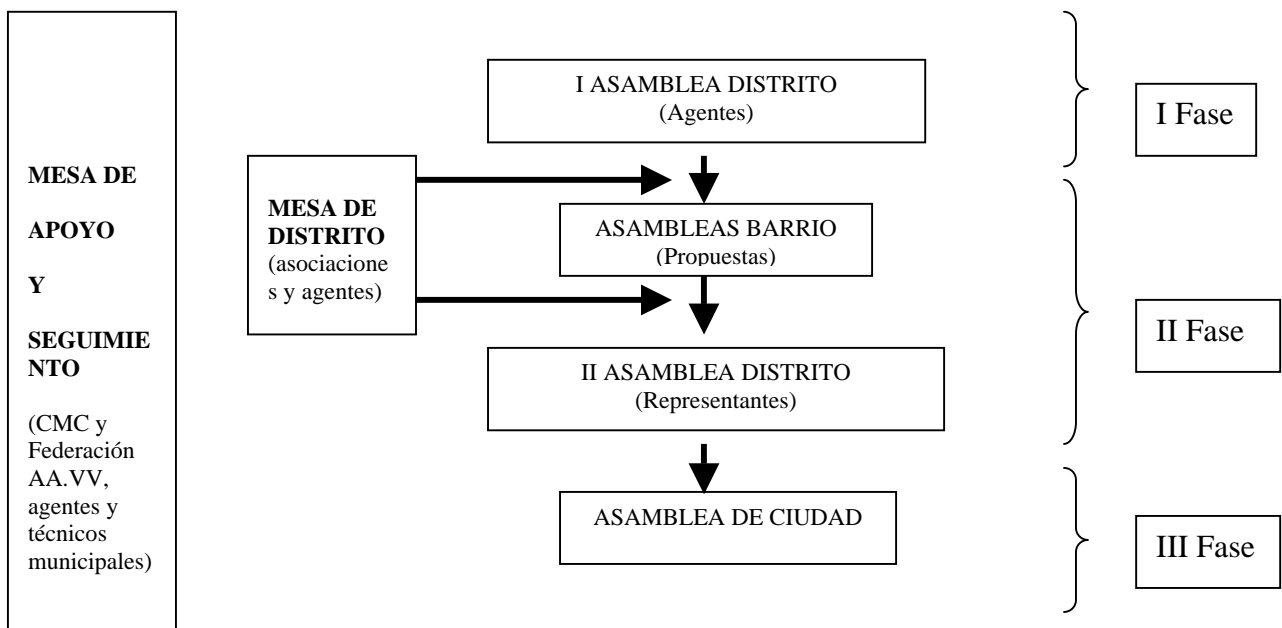 MESA DE
APOYO
Y
SEGUIMIE
NTO
(CMC y
Federación
AA.VV,
agentes y
técnicos
municipales)
MESA DE
DISTRITO
(asociacione
s y agentes)
I ASAMBLEA DISTRITO
(Agentes)
ASAMBLEAS BARRIO
(Propuestas)
II ASAMBLEA DISTRITO
(Representantes)
ASAMBLEA DE CIUDAD
I Fase
II Fase
III Fase